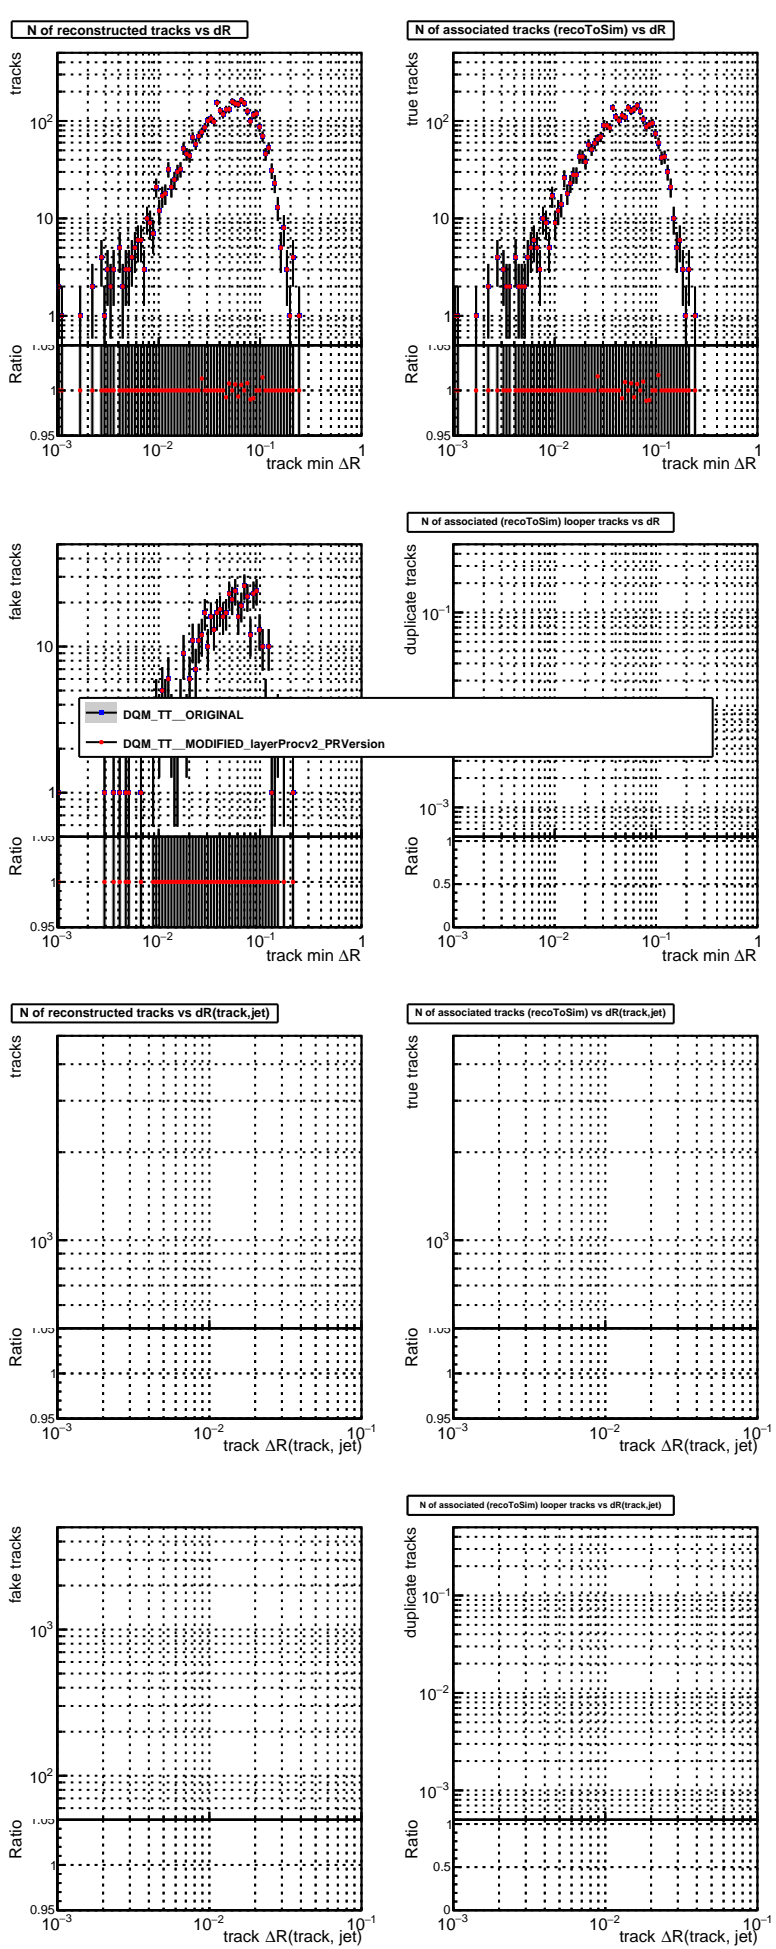 N of reconstructed tracks vs dR
tracks
10²
10
1
1.05
Ratio
1
0.95
10⁻³
10⁻²
10⁻¹
1
track min ΔR
N of associated tracks (recoToSim) vs dR
true tracks
10²
10
1
1.05
Ratio
1
0.95
10⁻³
10⁻²
10⁻¹
1
track min ΔR
fake tracks
10
1
1.05
Ratio
1
0.95
10⁻³
10⁻²
10⁻¹
1
track min ΔR
N of associated (recoToSim) looper tracks vs dR
duplicate tracks
10⁻¹
10⁻³
Ratio
1
0.5
0
10⁻³
10⁻²
10⁻¹
1
track min ΔR
DQM_TT__ORIGINAL
DQM_TT__MODIFIED_layerProcv2_PRVersion
N of reconstructed tracks vs dR(track,jet)
tracks
10³
1.05
Ratio
1
0.95
10⁻³
10⁻²
10⁻¹
track ΔR(track, jet)
N of associated tracks (recoToSim) vs dR(track,jet)
true tracks
10³
1.05
Ratio
1
0.95
10⁻³
10⁻²
10⁻¹
track ΔR(track, jet)
fake tracks
10³
10²
1.05
Ratio
1
0.95
10⁻³
10⁻²
10⁻¹
track ΔR(track, jet)
N of associated (recoToSim) looper tracks vs dR(track,jet)
duplicate tracks
10⁻¹
10⁻²
10⁻³
Ratio
1
0.5
0
10⁻³
10⁻²
10⁻¹
track ΔR(track, jet)